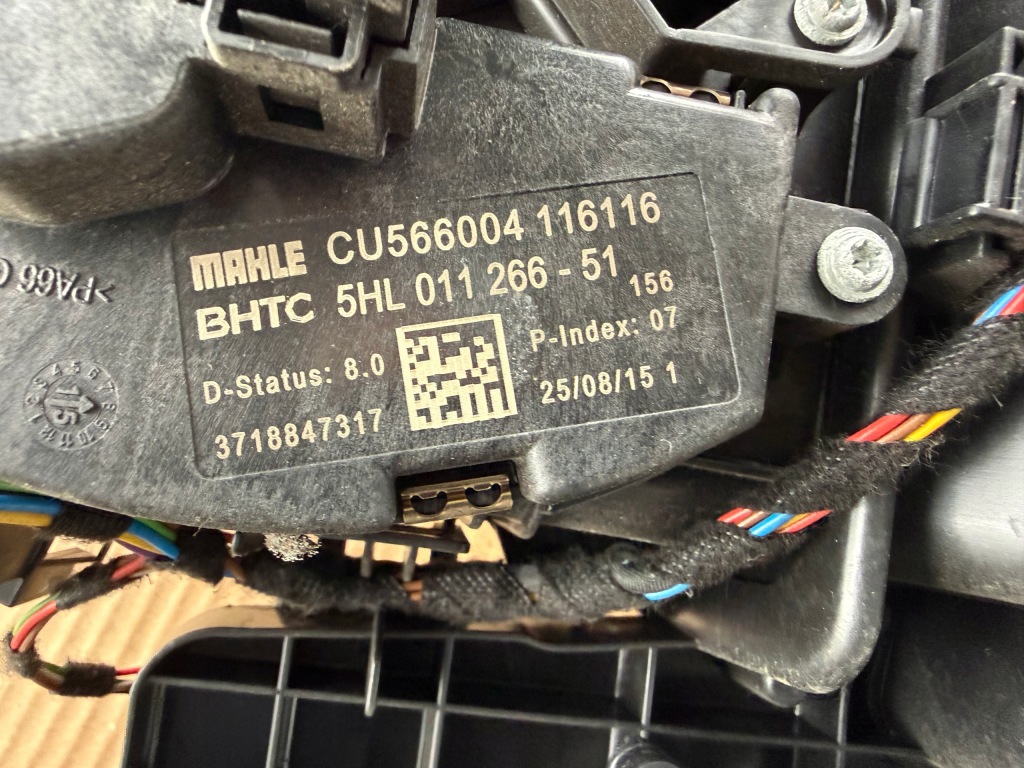 MAHLE CU566004 116116
BHTC 5HL 011 266 - 51 156
D-Status: 8.0
P-Index: 07
3718847317
25/08/15 1
>PA66
15